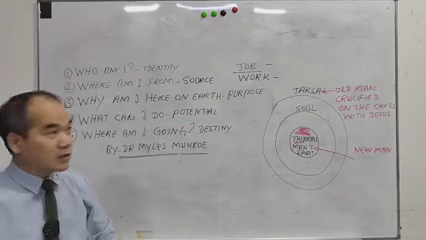 ① WHO AM I? - IDENTITY
② WHERE AM I FROM - SOURCE
③ WHY AM I HERE ON EARTH - PURPOSE
④ WHAT CAN I DO - POTENTIAL
⑤ WHERE AM I GOING? DESTINY
BY DR MYLES MUNROE
JOB -
WORK -
TAKSA
OLD MAN
CRUCIFIED
ON THE CROSS
WITH JESUS
SOUL
MAN
SPIRIT
NEW MAN